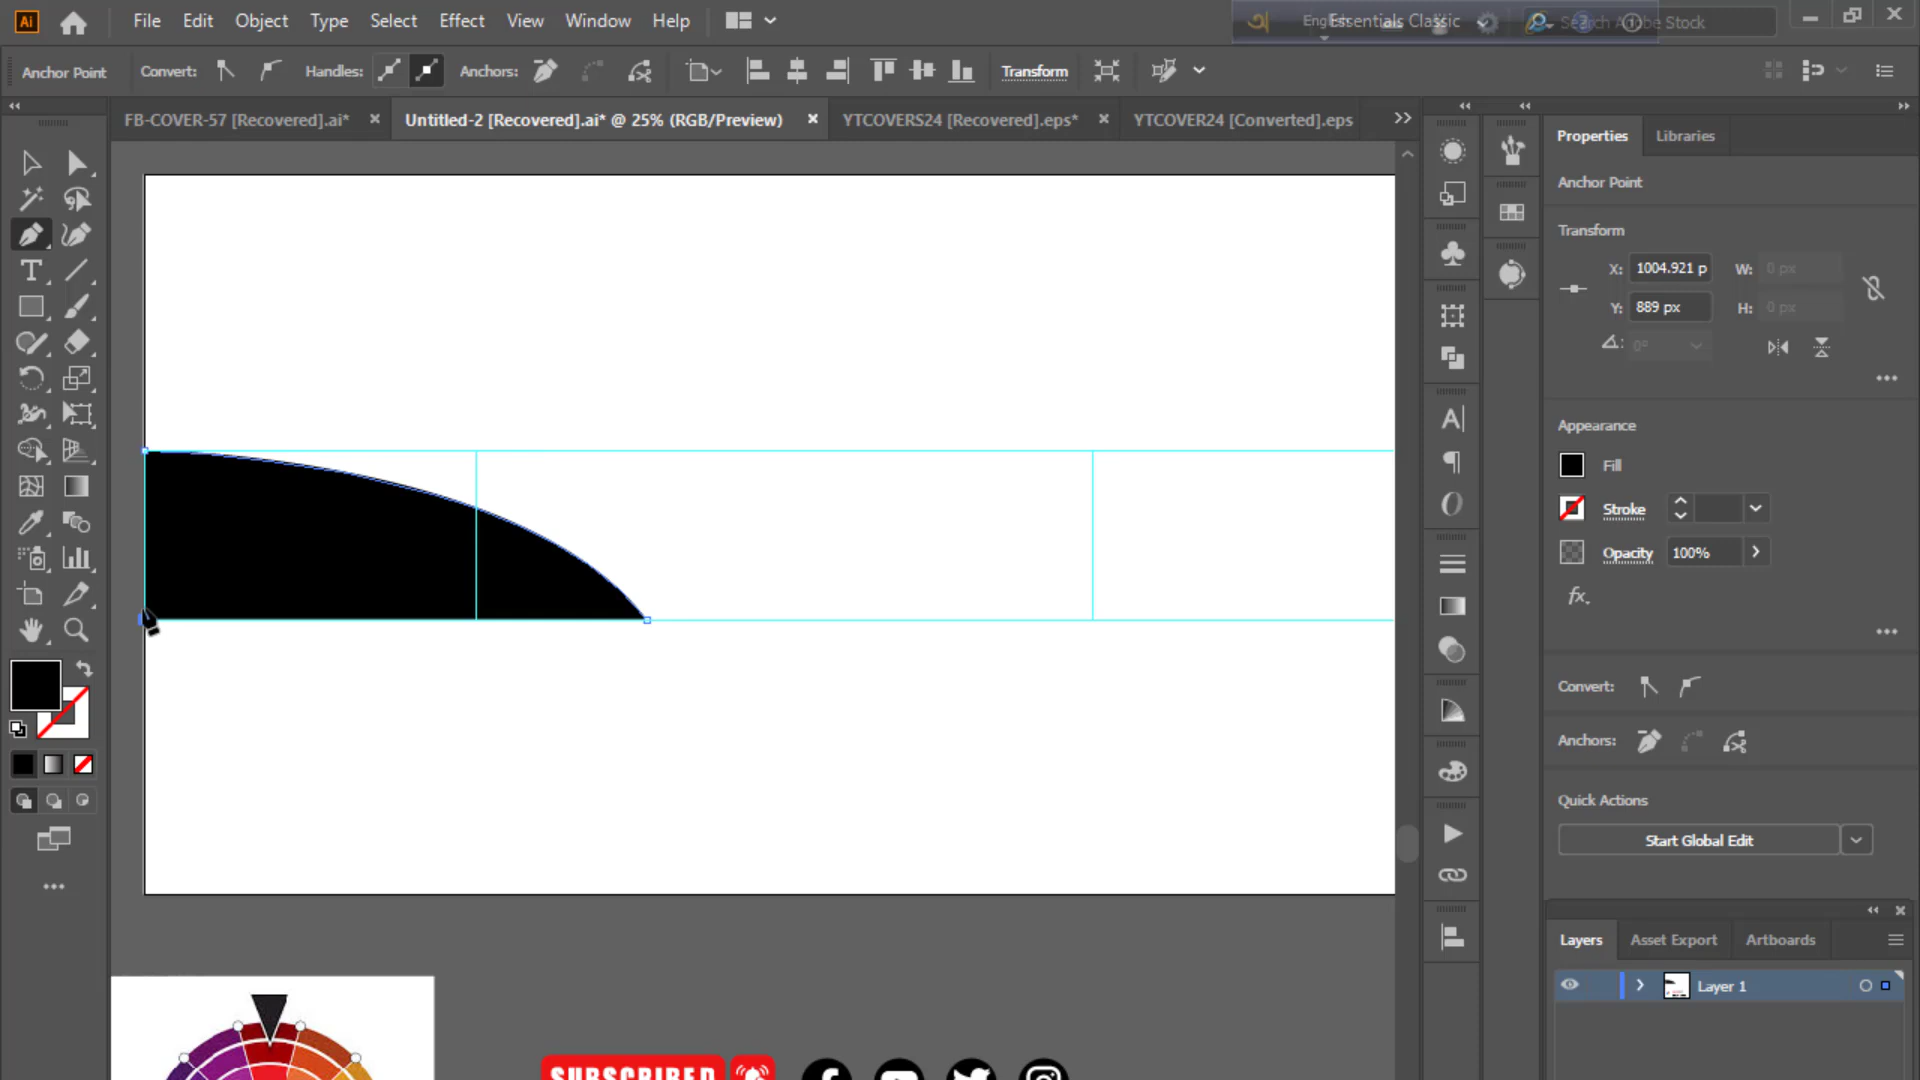 Ai File Edit Object Type Select Effect View Window Help Essentials Classic
Anchor Point Convert: Handles: Anchors: Transform
FB-COVER-57 [Recovered].ai* × Untitled-2 [Recovered].ai* @ 25% (RGB/Preview) × YTCOVERS24 [Recovered].eps* × YTCOVER24 [Converted].eps
Properties Libraries
Anchor Point
Transform
X: 1004.921 p W: 0 px
Y: 889 px H: 0 px
0°
Appearance
Fill
Stroke
Opacity 100%
fx.
Convert:
Anchors:
Quick Actions
Start Global Edit
Layers Asset Export Artboards
Layer 1
SUBSCRIBED